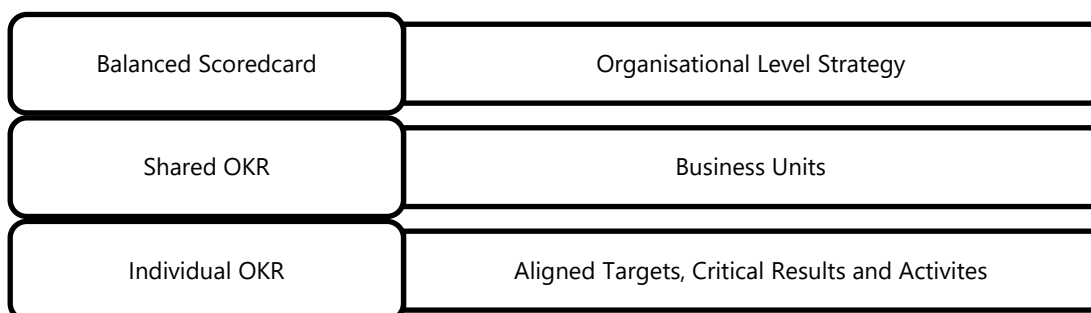 Balanced Scoredcard
Organisational Level Strategy
Shared OKR
Business Units
Individual OKR
Aligned Targets, Critical Results and Activites